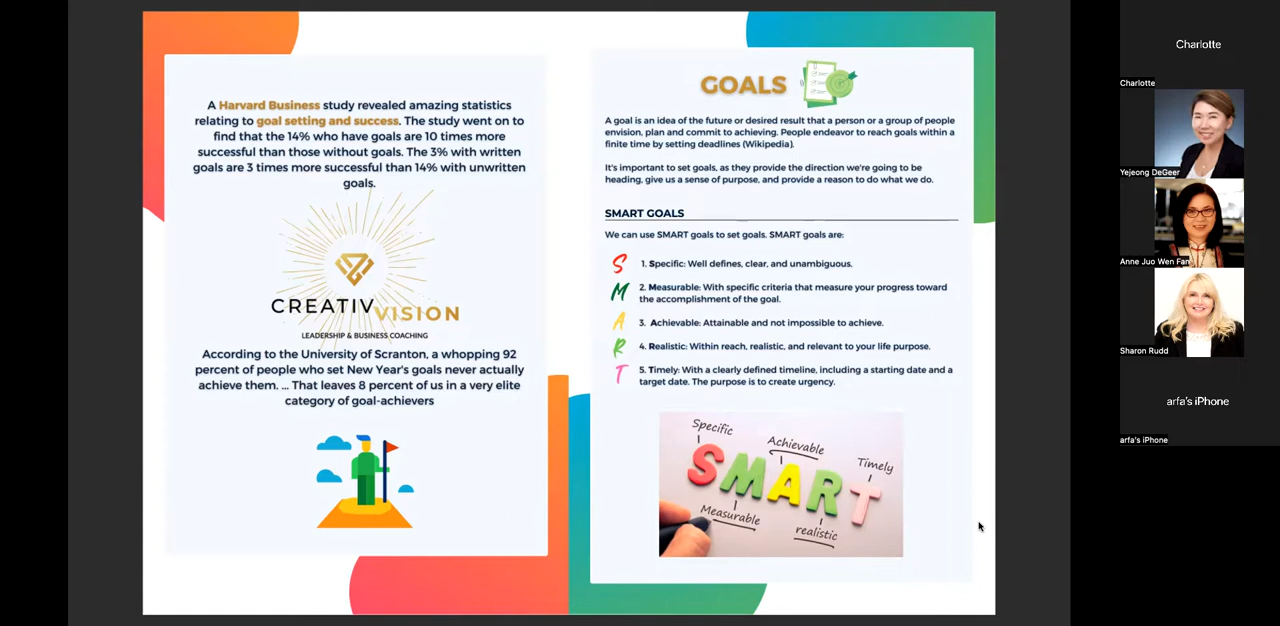 A Harvard Business study revealed amazing statistics
relating to goal setting and success. The study went on to
find that the 14% who have goals are 10 times more
successful than those without goals. The 3% with written
goals are 3 times more successful than 14% with unwritten
goals.
CREATIV VISION
LEADERSHIP & BUSINESS COACHING
According to the University of Scranton, a whopping 92
percent of people who set New Year's goals never actually
achieve them. ... That leaves 8 percent of us in a very elite
category of goal-achievers
GOALS
A goal is an idea of the future or desired result that a person or a group of people
envision, plan and commit to achieving. People endeavor to reach goals within a
finite time by setting deadlines (Wikipedia).
It's important to set goals, as they provide the direction we're going to be
heading, give us a sense of purpose, and provide a reason to do what we do.
SMART GOALS
We can use SMART goals to set goals. SMART goals are:
S 1. Specific: Well defines, clear, and unambiguous.
M 2. Measurable: With specific criteria that measure your progress toward
the accomplishment of the goal.
A 3. Achievable: Attainable and not impossible to achieve.
R 4. Realistic: Within reach, realistic, and relevant to your life purpose.
T 5. Timely: With a clearly defined timeline, including a starting date and a
target date. The purpose is to create urgency.
Specific
Achievable
Timely
SMART
Measurable
realistic
Charlotte
Charlotte
Yejeong DeGeer
Anne Juo Wen Fan
Sharon Rudd
arfa's iPhone
arfa's iPhone